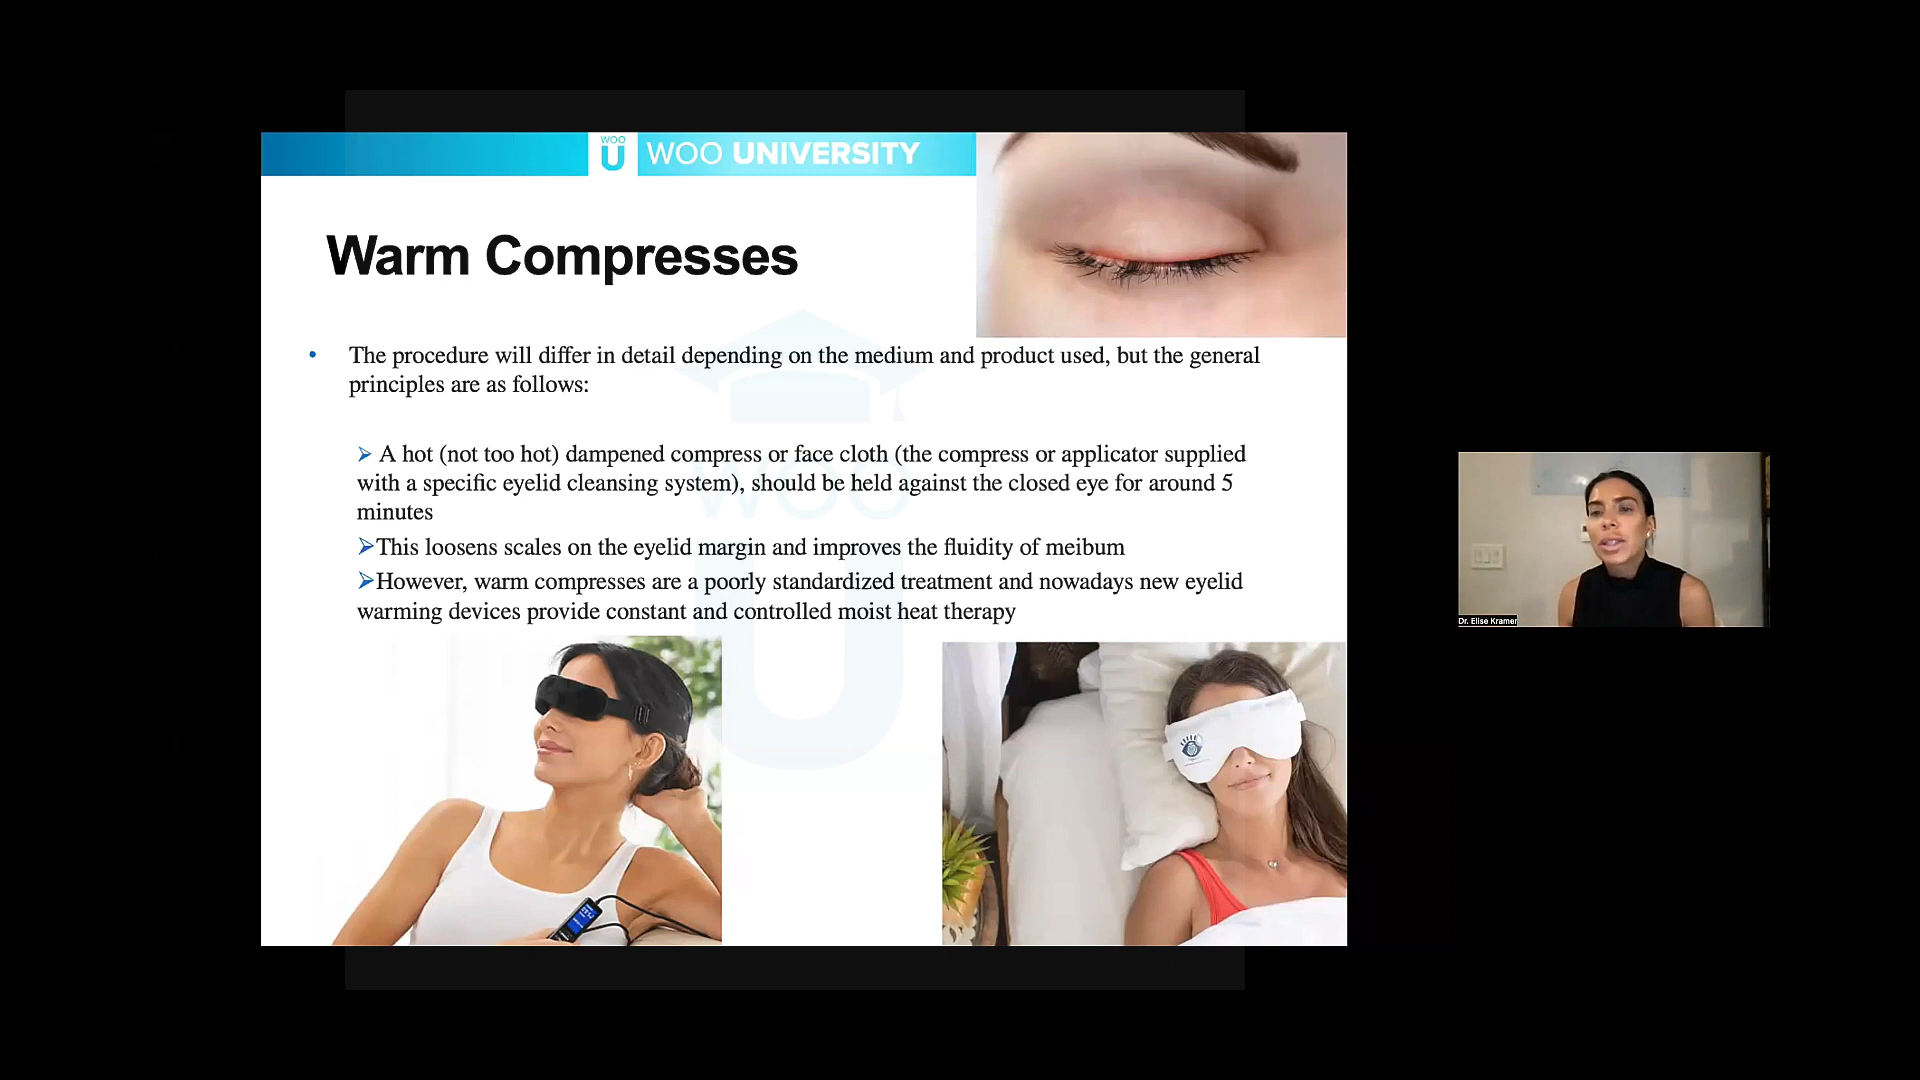 WOO
U
WOO UNIVERSITY
Warm Compresses
• The procedure will differ in detail depending on the medium and product used, but the general
principles are as follows:
➢ A hot (not too hot) dampened compress or face cloth (the compress or applicator supplied
with a specific eyelid cleansing system), should be held against the closed eye for around 5
minutes
➢This loosens scales on the eyelid margin and improves the fluidity of meibum
➢However, warm compresses are a poorly standardized treatment and nowadays new eyelid
warming devices provide constant and controlled moist heat therapy
WOO
U
Dr. Elise Kramer